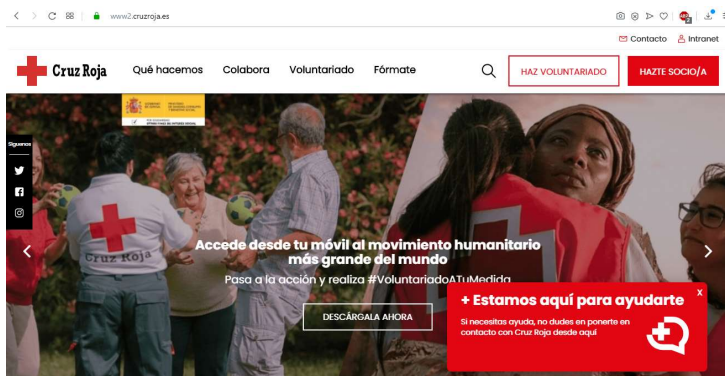 www2.cruzroja.es
Contacto
Intranet
Cruz Roja
Qué hacemos
Colabora
Voluntariado
Fórmate
HAZ VOLUNTARIADO
HAZTE SOCIO/A
Síguenos
Cruz Roja
Accede desde tu móvil al movimiento humanitario
más grande del mundo
Pasa a la acción y realiza #VoluntariadoATuMedida
DESCÁRGALA AHORA
+ Estamos aquí para ayudarte
x
Si necesitas ayuda, no dudes en ponerte en
contacto con Cruz Roja desde aquí